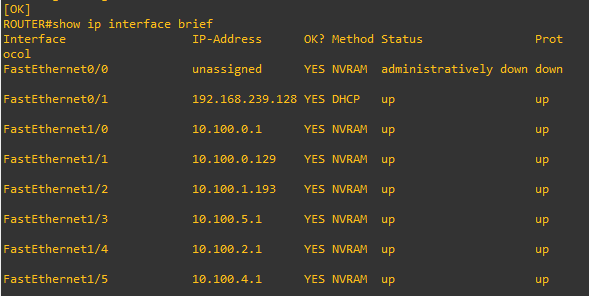 [OK]
ROUTER#show ip interface brief
Interface                  IP-Address      OK? Method Status                Prot
ocol
FastEthernet0/0            unassigned      YES NVRAM  administratively down down
FastEthernet0/1            192.168.239.128 YES DHCP   up                    up
FastEthernet1/0            10.100.0.1      YES NVRAM  up                    up
FastEthernet1/1            10.100.0.129    YES NVRAM  up                    up
FastEthernet1/2            10.100.1.193    YES NVRAM  up                    up
FastEthernet1/3            10.100.5.1      YES NVRAM  up                    up
FastEthernet1/4            10.100.2.1      YES NVRAM  up                    up
FastEthernet1/5            10.100.4.1      YES NVRAM  up                    up